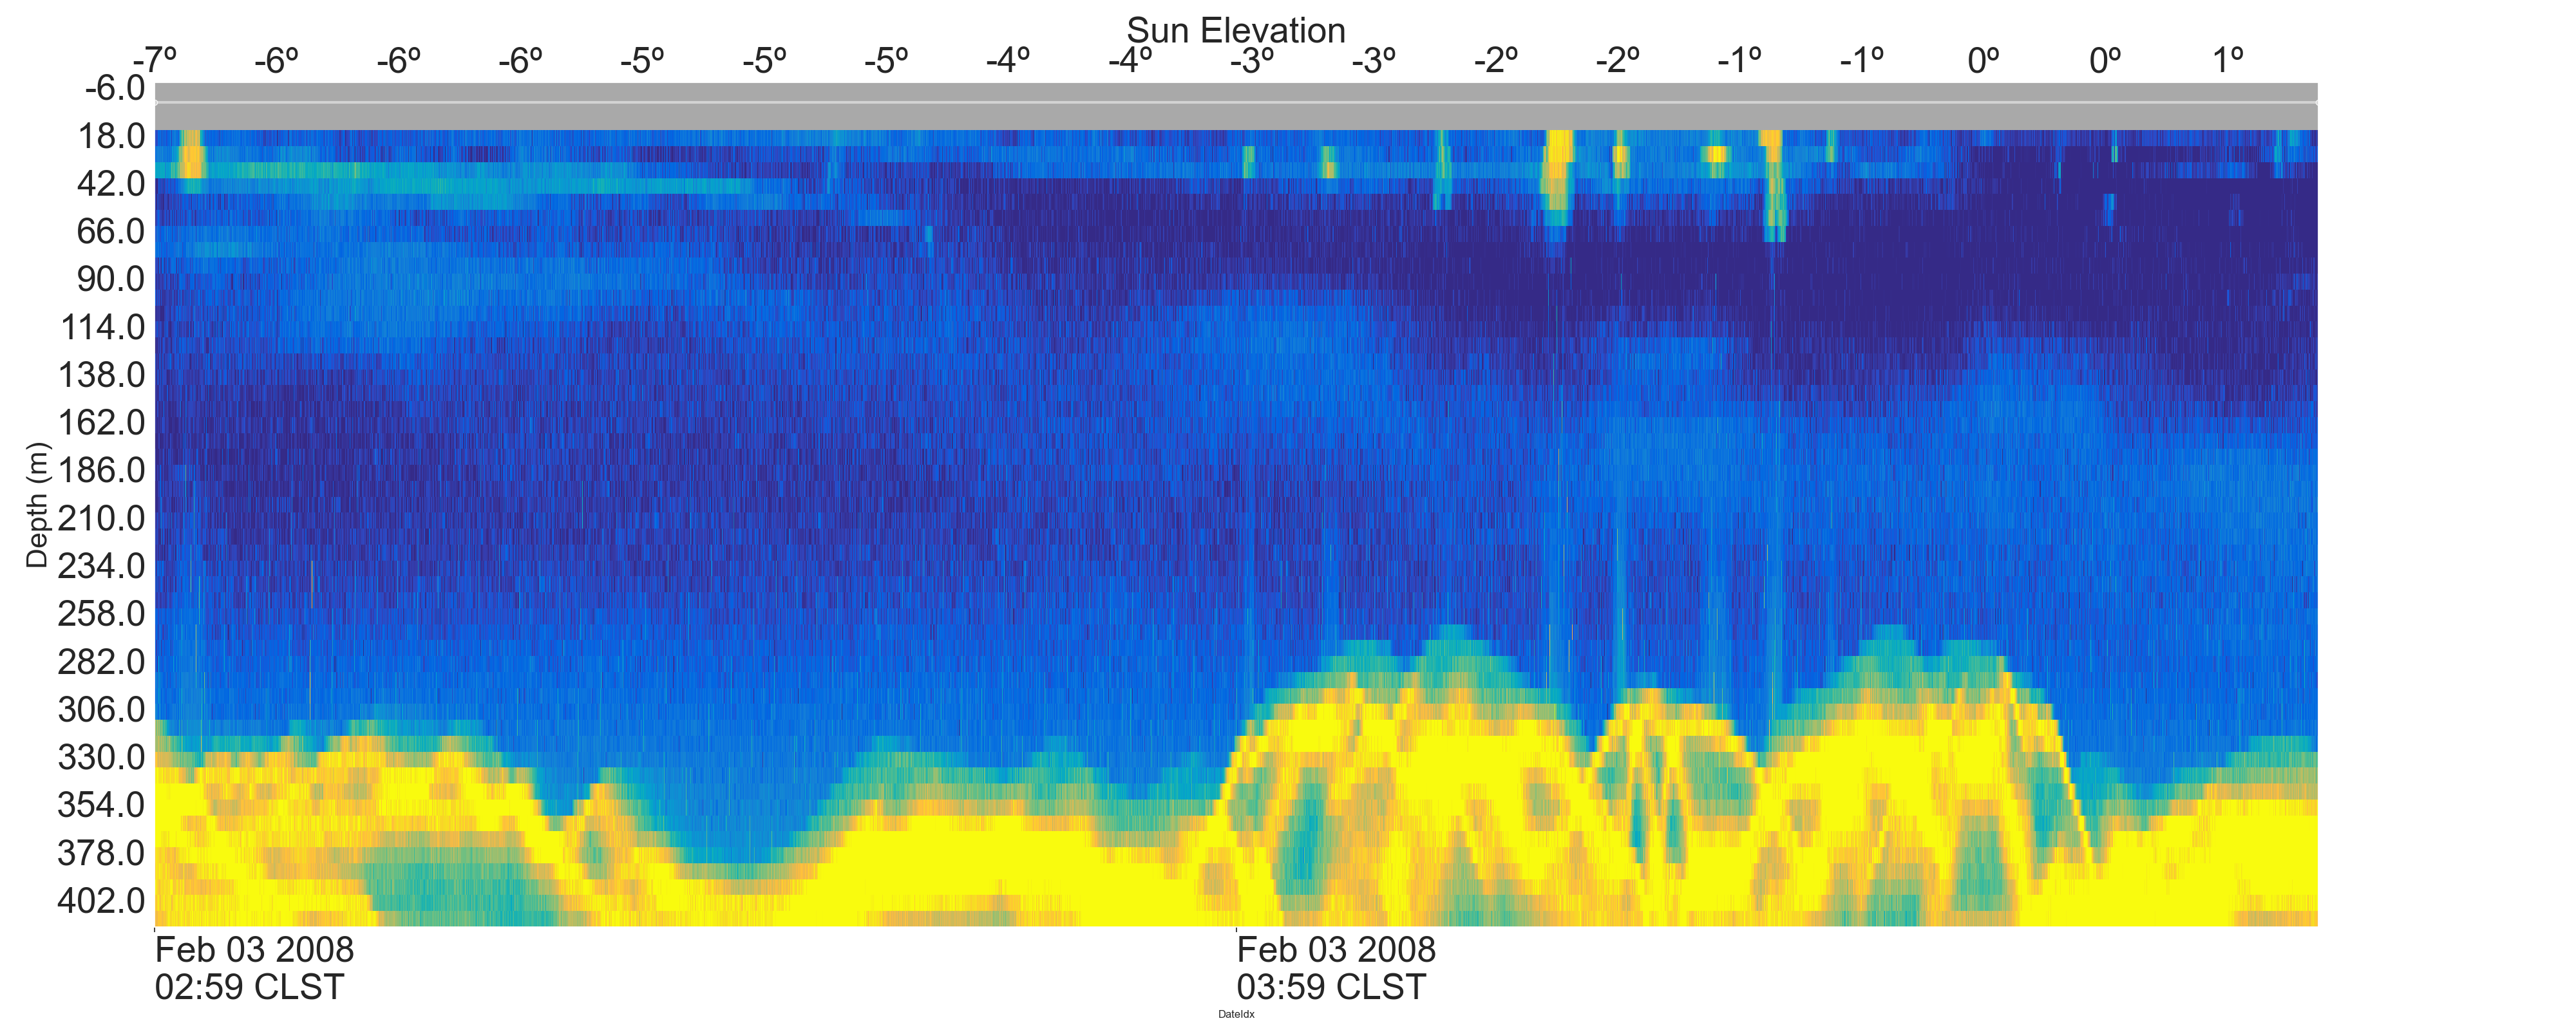 Sun Elevation
-7º -6º -6º -6º -5º -5º -5º -4º -4º -3º -3º -2º -2º -1º -1º 0º 0º 1º
-6.0
18.0
42.0
66.0
90.0
114.0
138.0
162.0
186.0
210.0
234.0
258.0
282.0
306.0
330.0
354.0
378.0
402.0
Depth (m)
Feb 03 2008
02:59 CLST
Feb 03 2008
03:59 CLST
DateIdx